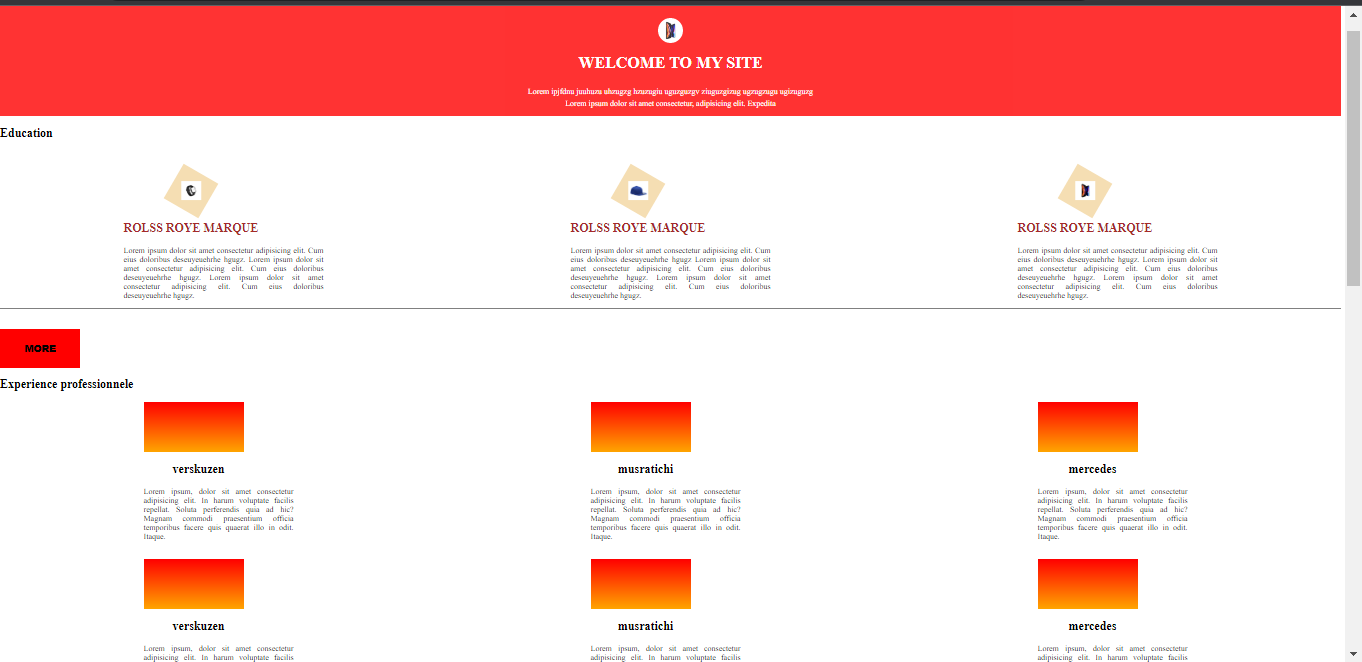 WELCOME TO MY SITE
Lorem ipjfdnu juuhuzu uhzugzg hzuzugiu uguzguzgv ziuguzgizug ugzugzugu ugizuguzg
Lorem ipsum dolor sit amet consectetur, adipisicing elit. Expedita
Education
ROLSS ROYE MARQUE
Lorem ipsum dolor sit amet consectetur adipisicing elit. Cum
eius doloribus deseuyeuehrhe hgugz. Lorem ipsum dolor sit
amet consectetur adipisicing elit. Cum eius doloribus
deseuyeuehrhe hgugz. Lorem ipsum dolor sit amet
consectetur adipisicing elit. Cum eius doloribus
deseuyeuehrhe hgugz.
ROLSS ROYE MARQUE
Lorem ipsum dolor sit amet consectetur adipisicing elit. Cum
eius doloribus deseuyeuehrhe hgugz Lorem ipsum dolor sit
amet consectetur adipisicing elit. Cum eius doloribus
deseuyeuehrhe hgugz. Lorem ipsum dolor sit amet
consectetur adipisicing elit. Cum eius doloribus
deseuyeuehrhe hgugz.
ROLSS ROYE MARQUE
Lorem ipsum dolor sit amet consectetur adipisicing elit. Cum
eius doloribus deseuyeuehrhe hgugz. Lorem ipsum dolor sit
amet consectetur adipisicing elit. Cum eius doloribus
deseuyeuehrhe hgugz. Lorem ipsum dolor sit amet
consectetur adipisicing elit. Cum eius doloribus
deseuyeuehrhe hgugz.
MORE
Experience professionnele
verskuzen
Lorem ipsum, dolor sit amet consectetur
adipisicing elit. In harum voluptate facilis
repellat. Soluta perferendis quia ad hic?
Magnam commodi praesentium officia
temporibus facere quis quaerat illo in odit.
Itaque.
musratichi
Lorem ipsum, dolor sit amet consectetur
adipisicing elit. In harum voluptate facilis
repellat. Soluta perferendis quia ad hic?
Magnam commodi praesentium officia
temporibus facere quis quaerat illo in odit.
Itaque.
mercedes
Lorem ipsum, dolor sit amet consectetur
adipisicing elit. In harum voluptate facilis
repellat. Soluta perferendis quia ad hic?
Magnam commodi praesentium officia
temporibus facere quis quaerat illo in odit.
Itaque.
verskuzen
Lorem ipsum, dolor sit amet consectetur
adipisicing elit. In harum voluptate facilis
musratichi
Lorem ipsum, dolor sit amet consectetur
adipisicing elit. In harum voluptate facilis
mercedes
Lorem ipsum, dolor sit amet consectetur
adipisicing elit. In harum voluptate facilis